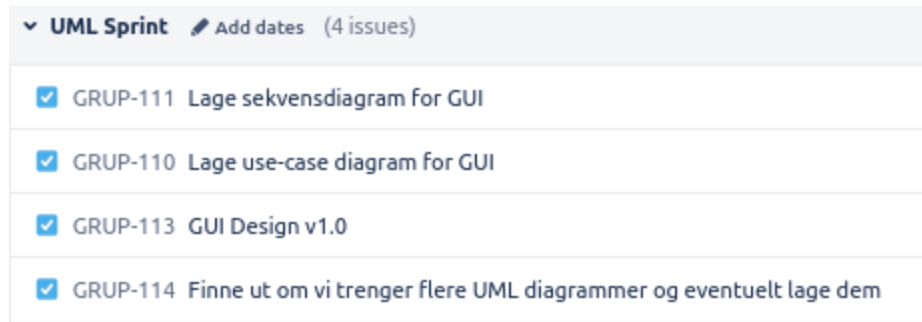 UML Sprint Add dates (4 issues)
GRUP-111 Lage sekvensdiagram for GUI
GRUP-110 Lage use-case diagram for GUI
GRUP-113 GUI Design v1.0
GRUP-114 Finne ut om vi trenger flere UML diagrammer og eventuelt lage dem